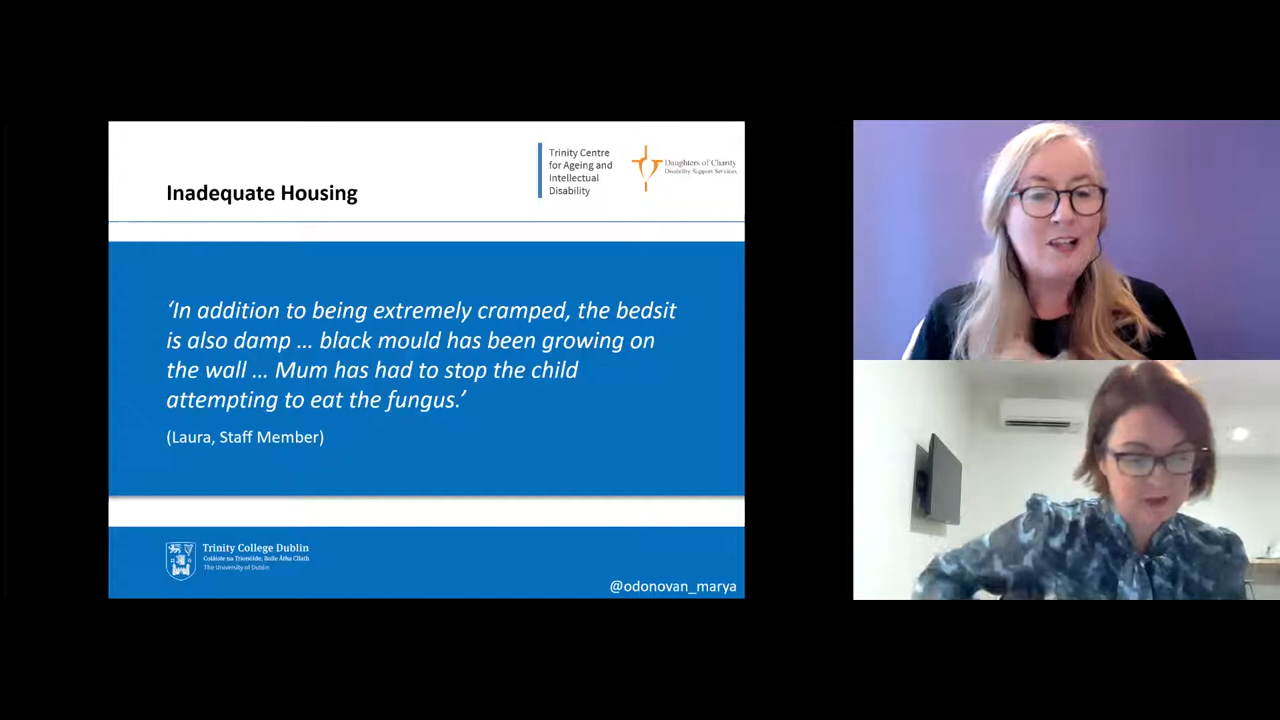 Trinity Centre
for Ageing and
Intellectual
Disability
Daughters of Charity
Disability Support Services
Inadequate Housing
‘In addition to being extremely cramped, the bedsit
is also damp ... black mould has been growing on
the wall ... Mum has had to stop the child
attempting to eat the fungus.’
(Laura, Staff Member)
Trinity College Dublin
Coláiste na Tríonóide, Baile Átha Cliath
The University of Dublin
@odonovan_marya